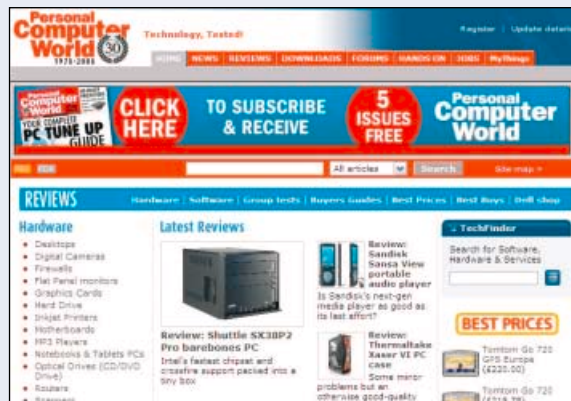 Personal
Computer
World
1978-2008
30
Technology, Tested!
Register | Update details
HOME NEWS REVIEWS DOWNLOADS FORUMS HANDS ON JOBS MyThings
Personal
Computer
World
YOUR COMPLETE
PC TUNE UP
GUIDE
CLICK
HERE
TO SUBSCRIBE
& RECEIVE
5
ISSUES
FREE
Personal
Computer
World
All articles
Search
Site map »
REVIEWS
Hardware | Software | Group tests | Buyers Guides | Best Prices | Best Buys | Dell shop
Hardware
Desktops
Digital Cameras
Firewalls
Flat Panel monitors
Graphics Cards
Hard Drive
Inkjet Printers
Motherboards
MP3 Players
Notebooks & Tablets PCs
Optical Drives (CD/DVD
Drive)
Routers
Scanners
Latest Reviews
Review: Shuttle SX38P2
Pro barebones PC
Intel's fastest chipset and
crossfire support packed into a
tiny box
Review:
Sandisk
Sansa View
portable
audio player
Is Sandisk's next-gen
media player as good as
its last effort?
Review:
Thermaltake
Xaser VI PC
case
Some minor
problems but an
otherwise good-quality
TechFinder
Search for Software,
Hardware & Services
BEST PRICES
Tomtom Go 720
GPS Europe
(£220.00)
Tomtom Go 720